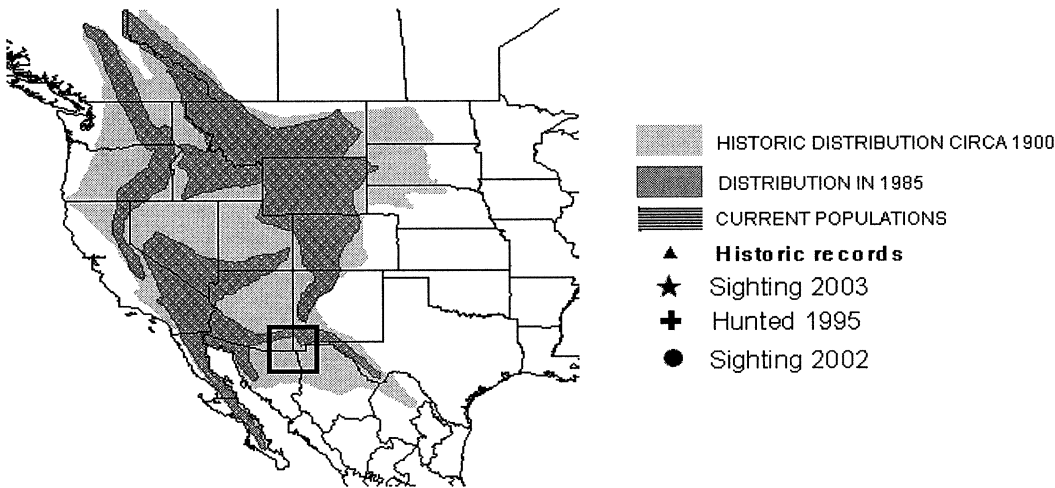 HISTORIC DISTRIBUTION CIRCA 1900
DISTRIBUTION IN 1985
CURRENT POPULATIONS
Historic records
Sighting 2003
Hunted 1995
Sighting 2002